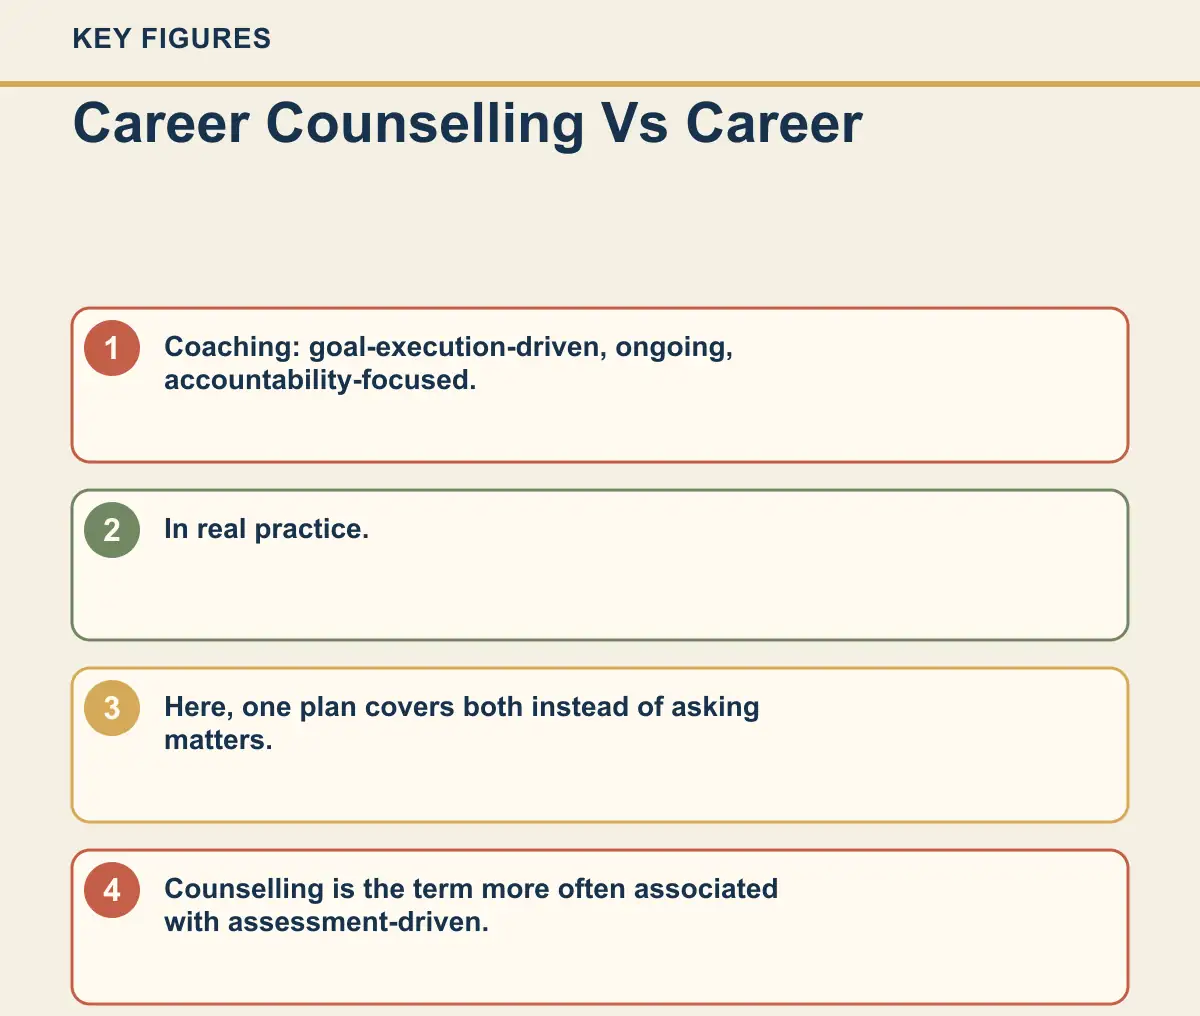 KEY FIGURES
Career Counselling Vs Career
1
Coaching: goal-execution-driven, ongoing,
accountability-focused.
2
In real practice.
3
Here, one plan covers both instead of asking
matters.
4
Counselling is the term more often associated
with assessment-driven.